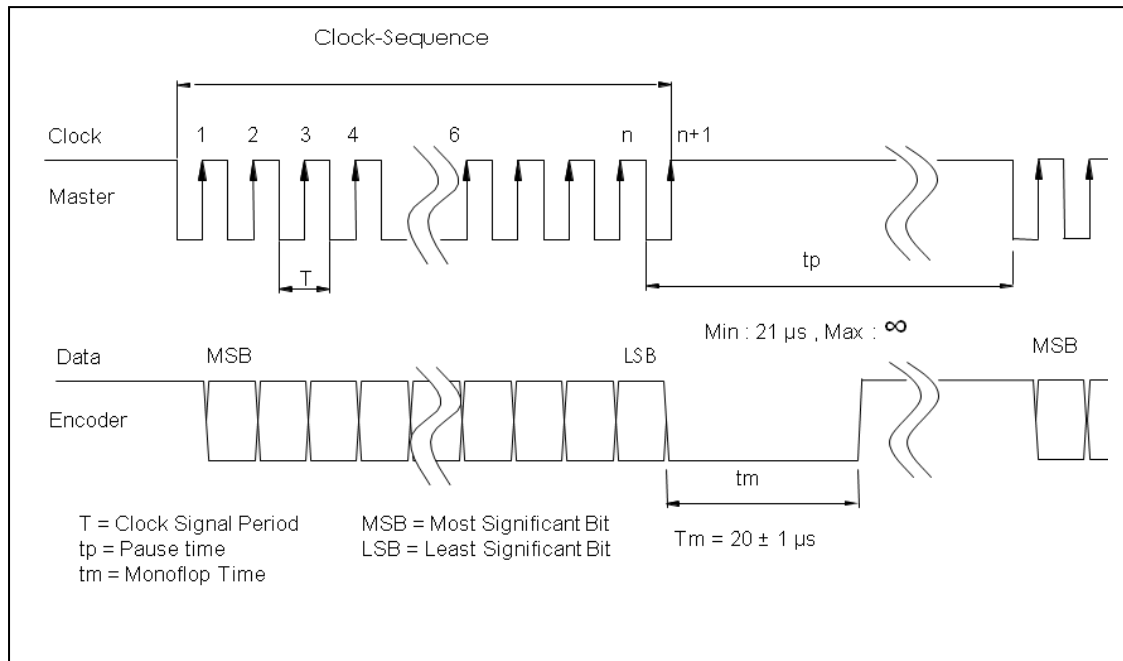 Clock-Sequence
Clock 1 2 3 4 6 n n+1
Master
T
tp
Min : 21 µs , Max : ∞
Data MSB LSB MSB
Encoder
tm
T = Clock Signal Period
tp = Pause time
tm = Monoflop Time
MSB = Most Significant Bit
LSB = Least Significant Bit
Tm = 20 ± 1 µs